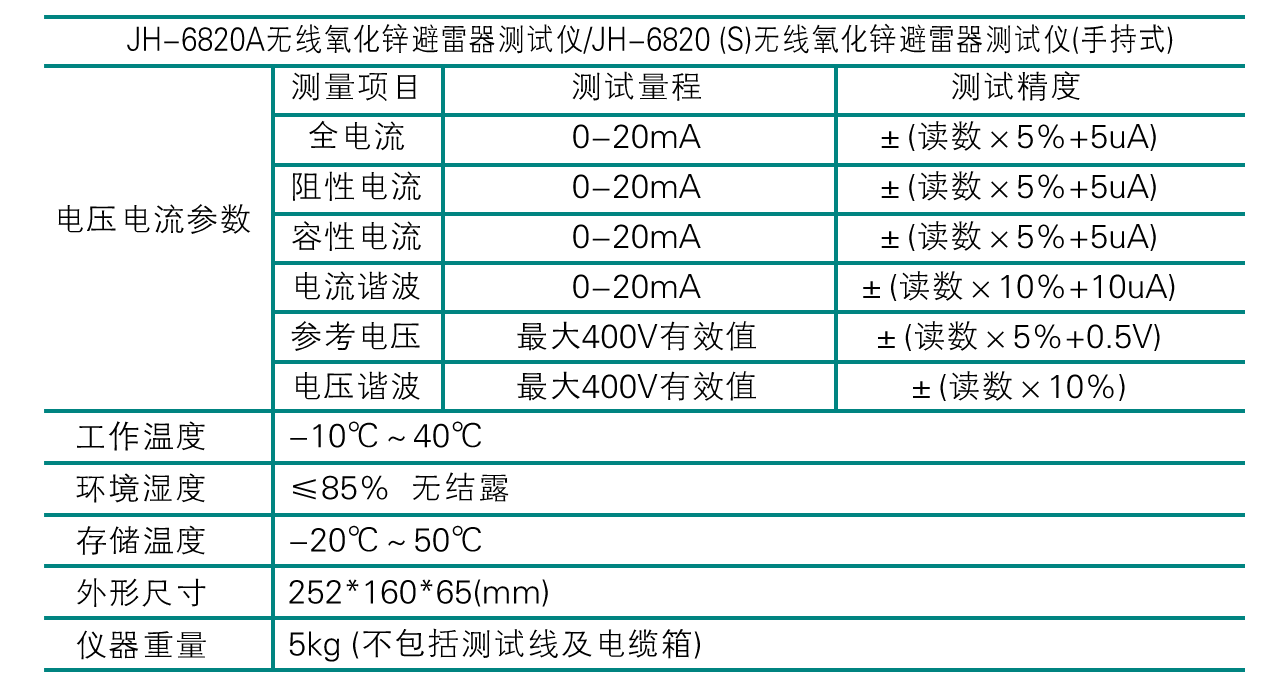 JH-6820A无线氧化锌避雷器测试仪/JH-6820 (S)无线氧化锌避雷器测试仪(手持式)
电压电流参数
测量项目 测试量程 测试精度
全电流 0-20mA ±(读数×5%+5uA)
阻性电流 0-20mA ±(读数×5%+5uA)
容性电流 0-20mA ±(读数×5%+5uA)
电流谐波 0-20mA ±(读数×10%+10uA)
参考电压 最大400V有效值 ±(读数×5%+0.5V)
电压谐波 最大400V有效值 ±(读数×10%)
工作温度 -10℃~40℃
环境湿度 ≤85% 无结露
存储温度 -20℃~50℃
外形尺寸 252*160*65(mm)
仪器重量 5kg (不包括测试线及电缆箱)